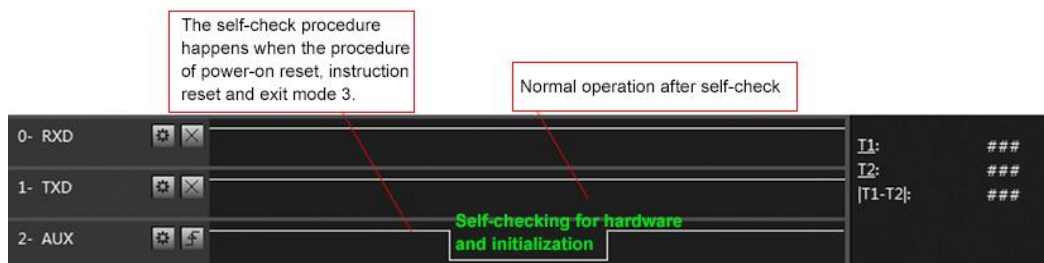 The self-check procedure
happens when the procedure
of power-on reset, instruction
reset and exit mode 3.
Normal operation after self-check
0- RXD
T1: ###
T2: ###
1- TXD
|T1-T2|: ###
Self-checking for hardware
and initialization
2- AUX